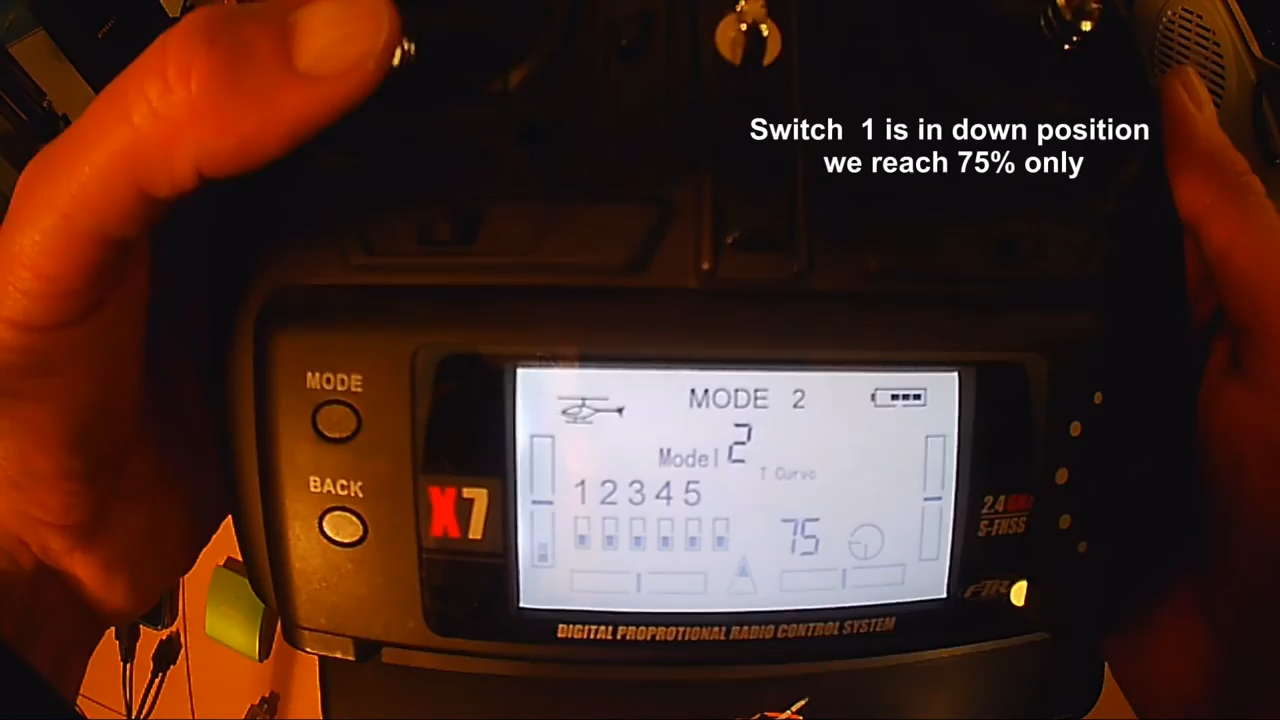 Switch 1 is in down position
we reach 75% only
MODE
BACK
X7
MODE 2
Model 2
T Curve
1 2 3 4 5
75
2.4 GHz
S-FHSS
DIGITAL PROPROTIONAL RADIO CONTROL SYSTEM